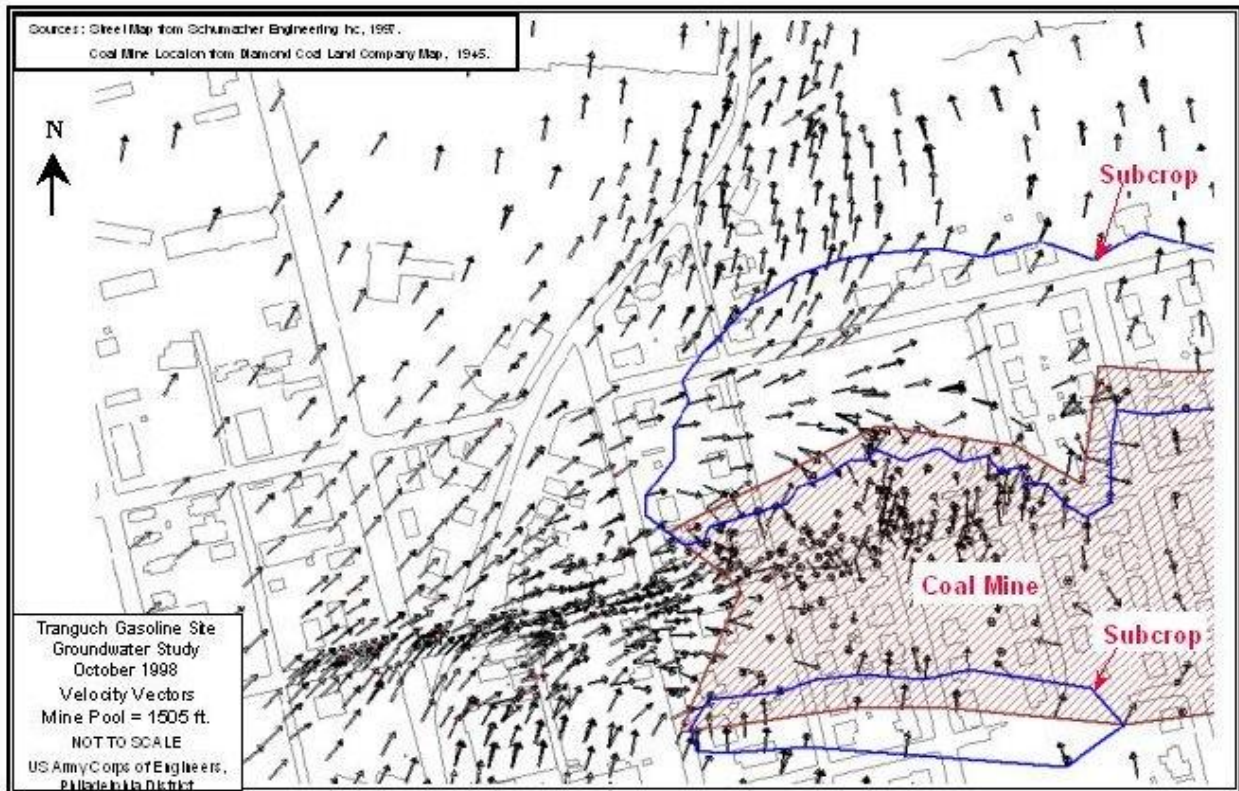 Sources: Street Map from Schumacher Engineering Inc, 1997.
Coal Mine Location from Diamond Coal Land Company Map, 1945.
N
Subcrop
Coal Mine
Subcrop
Tranguch Gasoline Site
Groundwater Study
October 1998
Velocity Vectors
Mine Pool = 1505 ft.
NOT TO SCALE
US Army Corps of Engineers,
Philadelphia District